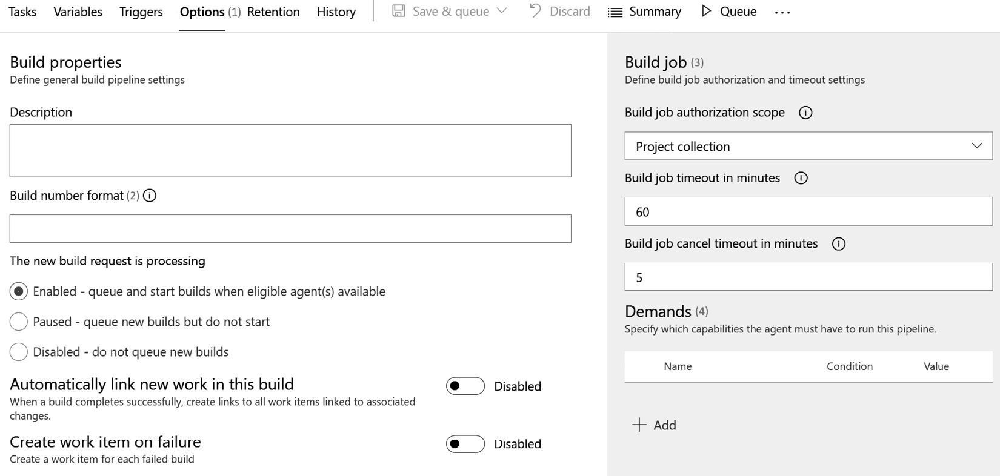 Tasks Variables Triggers Options (1) Retention History Save & queue Discard Summary Queue ...
Build properties
Define general build pipeline settings
Description
Build number format (2)
The new build request is processing
Enabled - queue and start builds when eligible agent(s) available
Paused - queue new builds but do not start
Disabled - do not queue new builds
Automatically link new work in this build Disabled
When a build completes successfully, create links to all work items linked to associated
changes.
Create work item on failure Disabled
Create a work item for each failed build
Build job (3)
Define build job authorization and timeout settings
Build job authorization scope
Project collection
Build job timeout in minutes
60
Build job cancel timeout in minutes
5
Demands (4)
Specify which capabilities the agent must have to run this pipeline.
Name Condition Value
+ Add